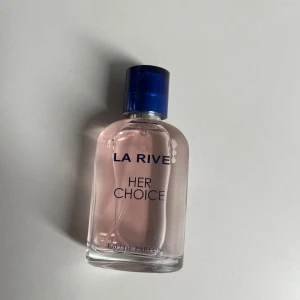 LA RIVE
HER
CHOICE
EAU DE PARFUM